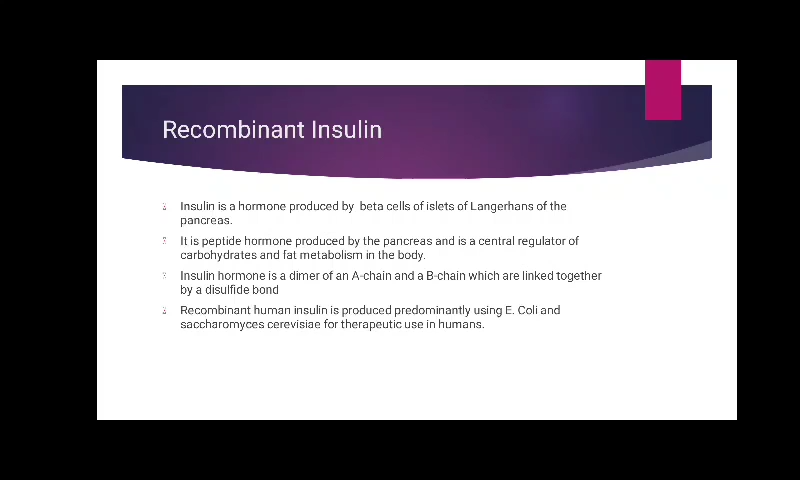 Recombinant Insulin
Insulin is a hormone produced by  beta cells of islets of Langerhans of the
pancreas.
It is peptide hormone produced by the pancreas and is a central regulator of
carbohydrates and fat metabolism in the body.
Insulin hormone is a dimer of an A-chain and a B-chain which are linked together
by a disulfide bond
Recombinant human insulin is produced predominantly using E. Coli and
saccharomyces cerevisiae for therapeutic use in humans.